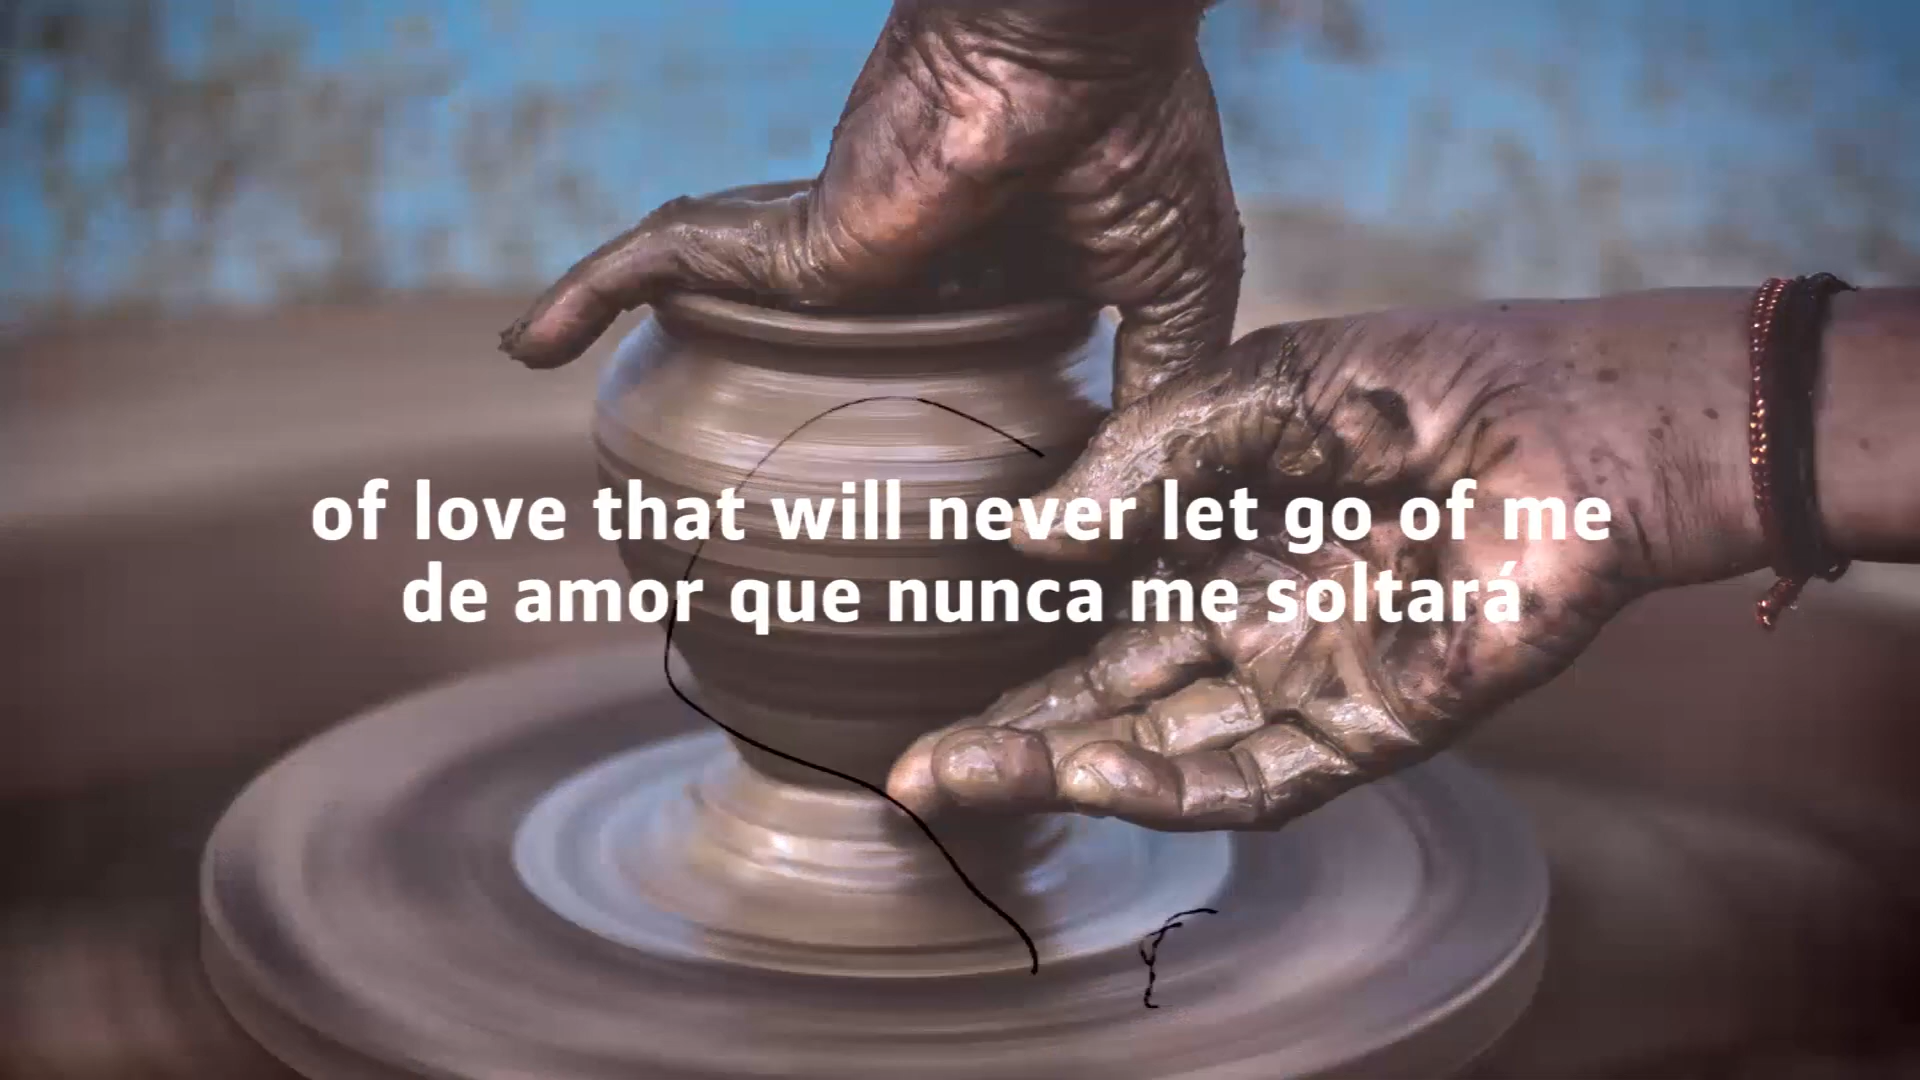 of love that will never let go of me
de amor que nunca me soltará